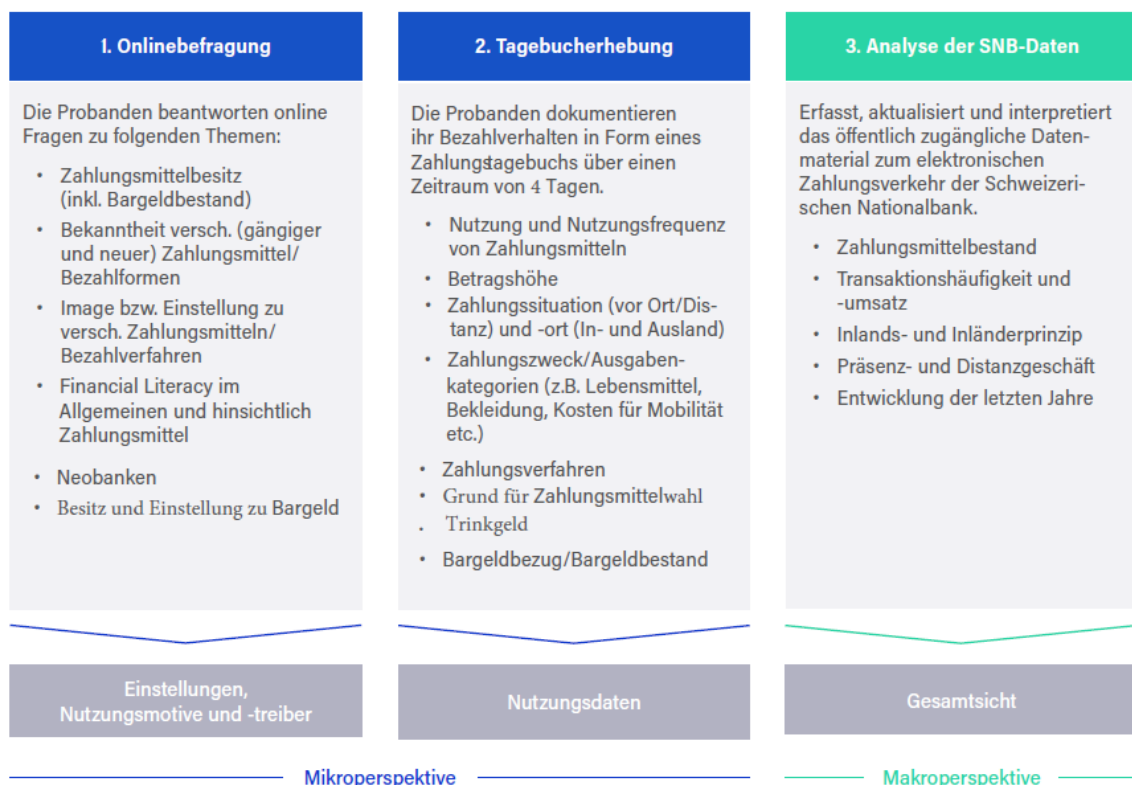 1. Onlinebefragung
Die Probanden beantworten online
Fragen zu folgenden Themen:
• Zahlungsmittelbesitz
(inkl. Bargeldbestand)
• Bekanntheit versch. (gängiger
und neuer) Zahlungsmittel/
Bezahlformen
• Image bzw. Einstellung zu
versch. Zahlungsmitteln/
Bezahlverfahren
• Financial Literacy im
Allgemeinen und hinsichtlich
Zahlungsmittel
• Neobanken
• Besitz und Einstellung zu Bargeld
Einstellungen,
Nutzungsmotive und -treiber
2. Tagebucherhebung
Die Probanden dokumentieren
ihr Bezahlverhalten in Form eines
Zahlungstagebuchs über einen
Zeitraum von 4 Tagen.
• Nutzung und Nutzungsfrequenz
von Zahlungsmitteln
• Betragshöhe
• Zahlungssituation (vor Ort/Dis-
tanz) und -ort (In- und Ausland)
• Zahlungszweck/Ausgaben-
kategorien (z.B. Lebensmittel,
Bekleidung, Kosten für Mobilität
etc.)
• Zahlungsverfahren
• Grund für Zahlungsmittelwahl
. Trinkgeld
• Bargeldbezug/Bargeldbestand
Nutzungsdaten
Mikroperspektive
3. Analyse der SNB-Daten
Erfasst, aktualisiert und interpretiert
das öffentlich zugängliche Daten-
material zum elektronischen
Zahlungsverkehr der Schweizeri-
schen Nationalbank.
• Zahlungsmittelbestand
• Transaktionshäufigkeit und
-umsatz
• Inlands- und Inländerprinzip
• Präsenz- und Distanzgeschäft
• Entwicklung der letzten Jahre
Gesamtsicht
Makroperspektive